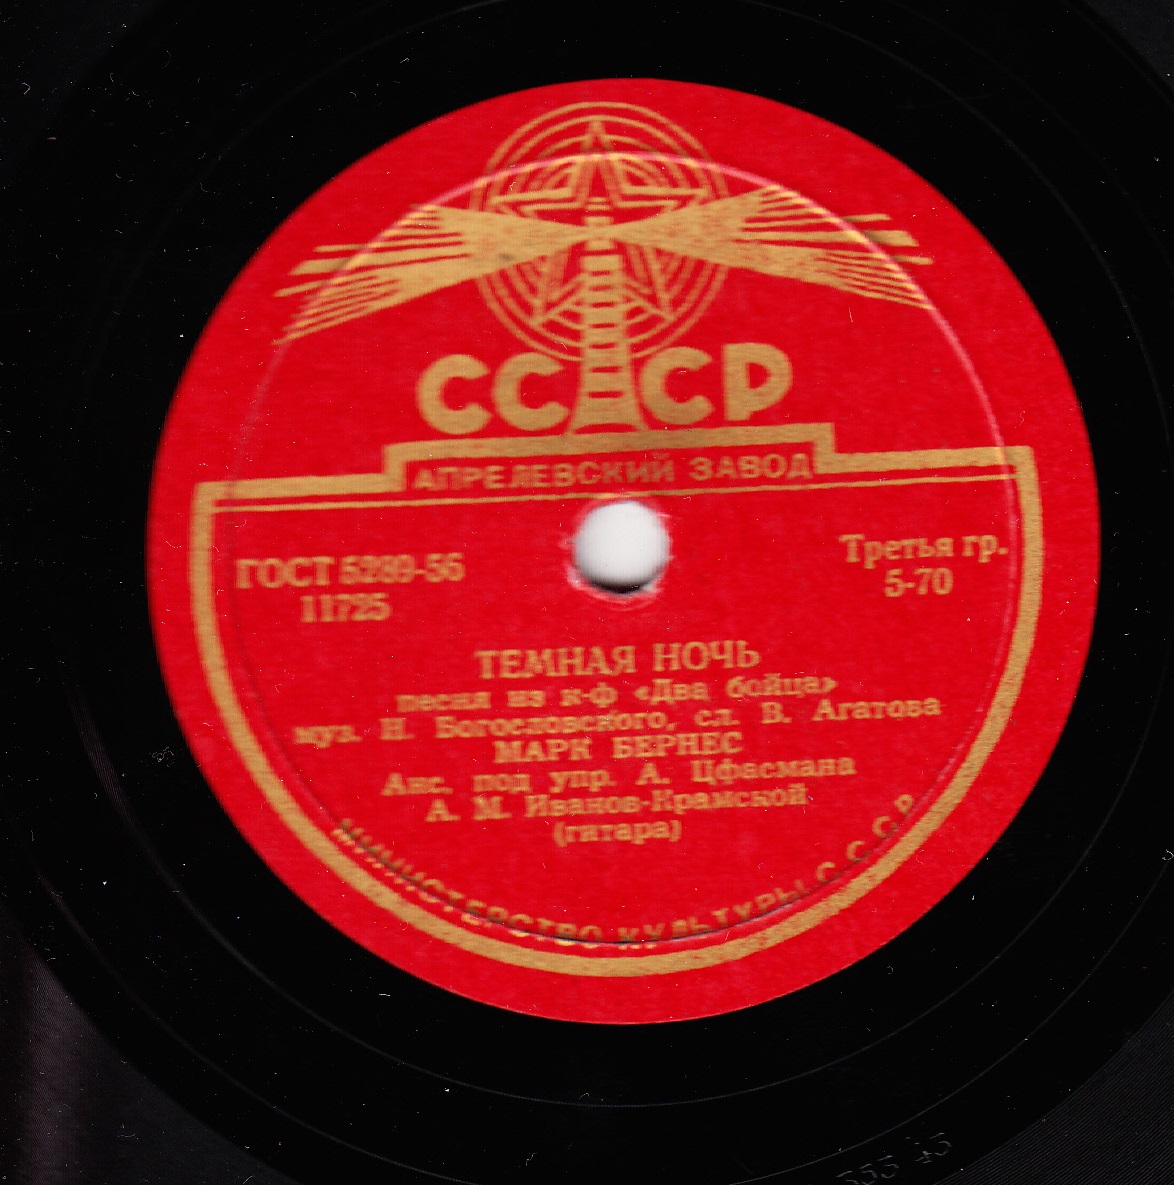 СССР
АПРЕЛЕВСКИЙ ЗАВОД
ГОСТ 5289-56
11725
Третья гр.
5-70
ТЕМНАЯ НОЧЬ
песня из к-ф «Два бойца»
муз. Н. Богословского, сл. В. Агатова
МАРК БЕРНЕС
Анс. под упр. А. Цфасмана
А. М. Иванов-Крамской
(гитара)
МИНИСТЕРСТВО КУЛЬТУРЫ С.С.С.Р.